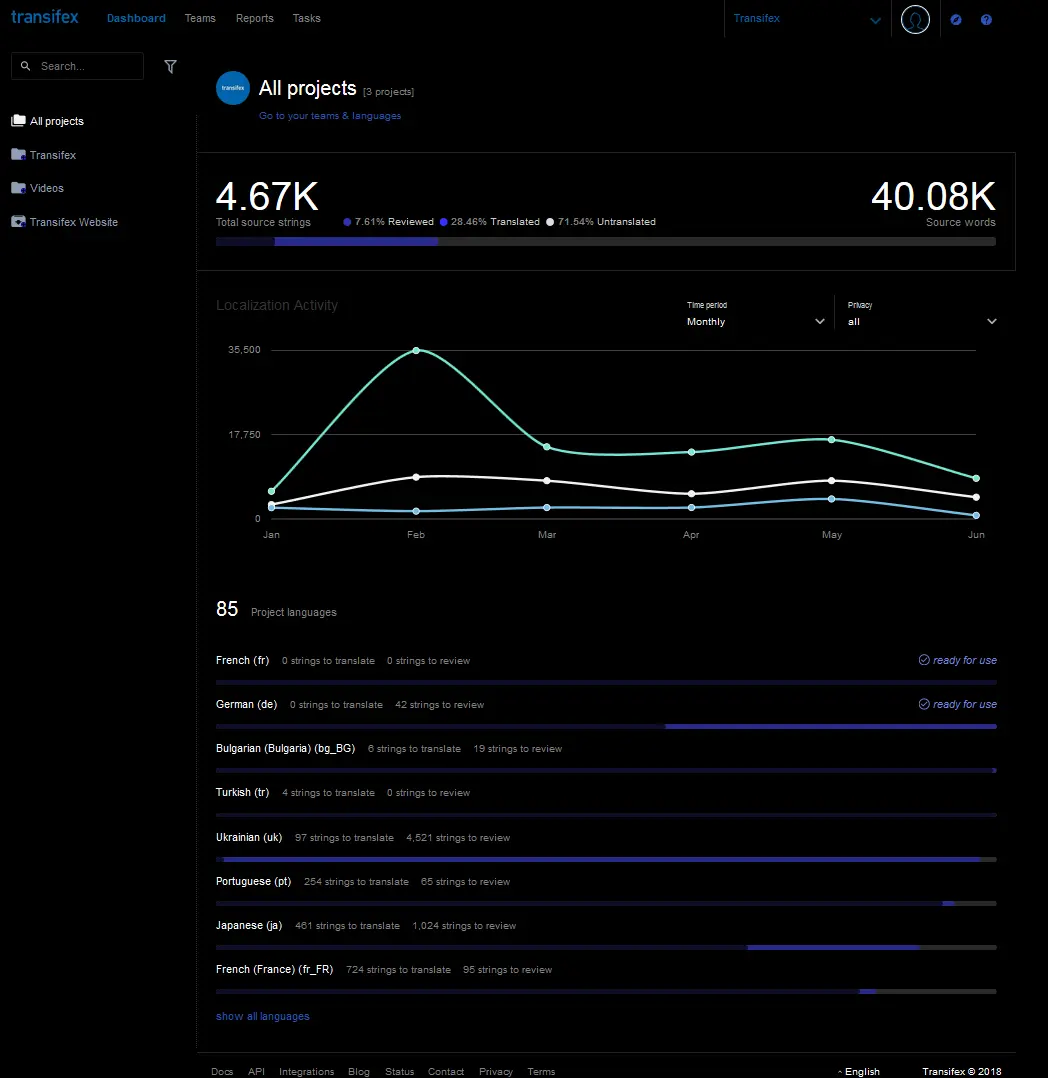 transifex Dashboard Teams Reports Tasks Transifex
Search...
transifex All projects [3 projects]
Go to your teams & languages
All projects
Transifex
Videos
Transifex Website
4.67K 40.08K
Total source strings 7.61% Reviewed 28.46% Translated 71.54% Untranslated Source words
Localization Activity
Time period Privacy
Monthly all
35,500
17,750
0
Jan Feb Mar Apr May Jun
85 Project languages
French (fr) 0 strings to translate 0 strings to review ready for use
German (de) 0 strings to translate 42 strings to review ready for use
Bulgarian (Bulgaria) (bg_BG) 6 strings to translate 19 strings to review
Turkish (tr) 4 strings to translate 0 strings to review
Ukrainian (uk) 97 strings to translate 4,521 strings to review
Portuguese (pt) 254 strings to translate 65 strings to review
Japanese (ja) 461 strings to translate 1,024 strings to review
French (France) (fr_FR) 724 strings to translate 95 strings to review
show all languages
Docs API Integrations Blog Status Contact Privacy Terms English Transifex © 2018